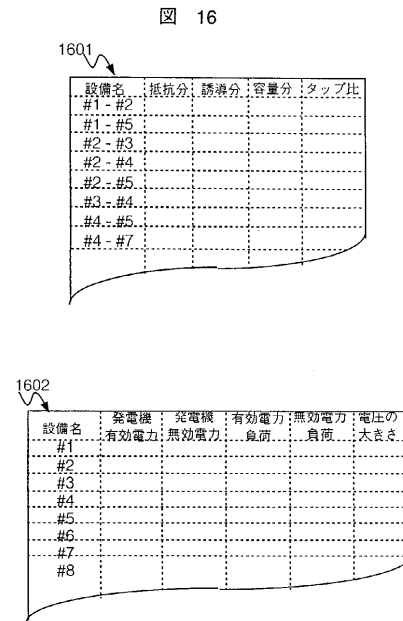 図 16
1601
設備名 抵抗分 誘導分 容量分 タップ比
#1 - #2
#1 - #5
#2 - #3
#2 - #4
#2 - #5
#3 - #4
#4 - #5
#4 - #7
1602
設備名 発電機有効電力 発電機無効電力 有効電力負荷 無効電力負荷 電圧の大きさ
#1
#2
#3
#4
#5
#6
#7
#8